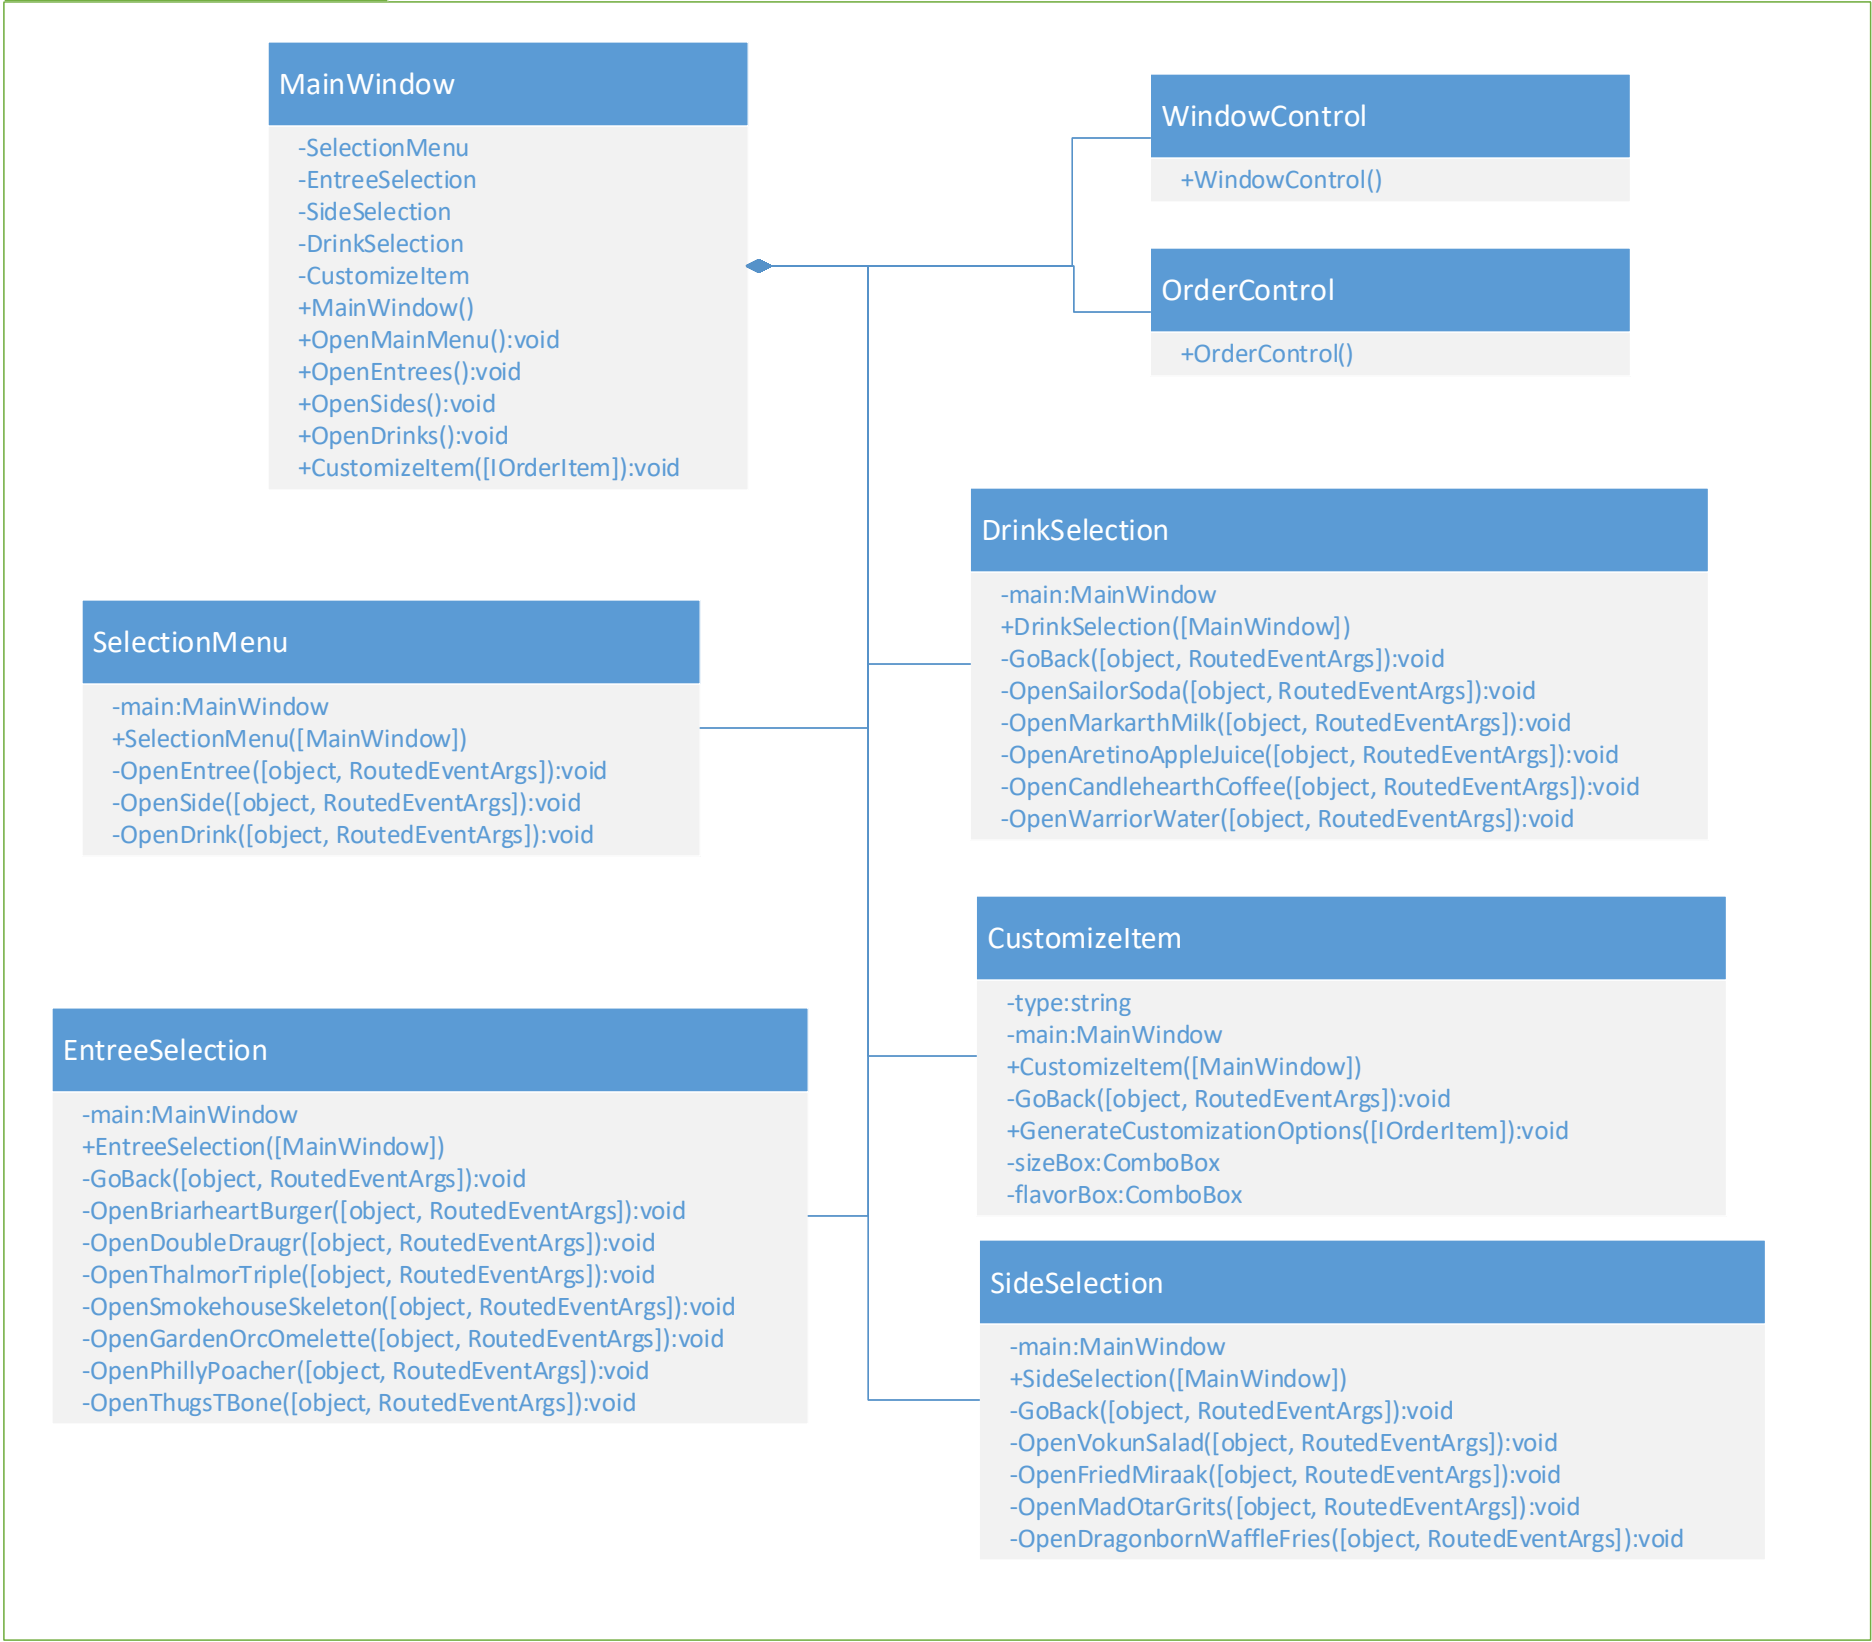 MainWindow
-SelectionMenu
-EntreeSelection
-SideSelection
-DrinkSelection
-CustomizeItem
+MainWindow()
+OpenMainMenu():void
+OpenEntrees():void
+OpenSides():void
+OpenDrinks():void
+CustomizeItem([IOrderItem]):void
WindowControl
+WindowControl()
OrderControl
+OrderControl()
DrinkSelection
-main:MainWindow
+DrinkSelection([MainWindow])
-GoBack([object, RoutedEventArgs]):void
-OpenSailorSoda([object, RoutedEventArgs]):void
-OpenMarkarthMilk([object, RoutedEventArgs]):void
-OpenAretinoAppleJuice([object, RoutedEventArgs]):void
-OpenCandlehearthCoffee([object, RoutedEventArgs]):void
-OpenWarriorWater([object, RoutedEventArgs]):void
SelectionMenu
-main:MainWindow
+SelectionMenu([MainWindow])
-OpenEntree([object, RoutedEventArgs]):void
-OpenSide([object, RoutedEventArgs]):void
-OpenDrink([object, RoutedEventArgs]):void
CustomizeItem
-type:string
-main:MainWindow
+CustomizeItem([MainWindow])
-GoBack([object, RoutedEventArgs]):void
+GenerateCustomizationOptions([IOrderItem]):void
-sizeBox:ComboBox
-flavorBox:ComboBox
EntreeSelection
-main:MainWindow
+EntreeSelection([MainWindow])
-GoBack([object, RoutedEventArgs]):void
-OpenBriarheartBurger([object, RoutedEventArgs]):void
-OpenDoubleDraugr([object, RoutedEventArgs]):void
-OpenThalmorTriple([object, RoutedEventArgs]):void
-OpenSmokehouseSkeleton([object, RoutedEventArgs]):void
-OpenGardenOrcOmelette([object, RoutedEventArgs]):void
-OpenPhillyPoacher([object, RoutedEventArgs]):void
-OpenThugsTBone([object, RoutedEventArgs]):void
SideSelection
-main:MainWindow
+SideSelection([MainWindow])
-GoBack([object, RoutedEventArgs]):void
-OpenVokunSalad([object, RoutedEventArgs]):void
-OpenFriedMiraak([object, RoutedEventArgs]):void
-OpenMadOtarGrits([object, RoutedEventArgs]):void
-OpenDragonbornWaffleFries([object, RoutedEventArgs]):void